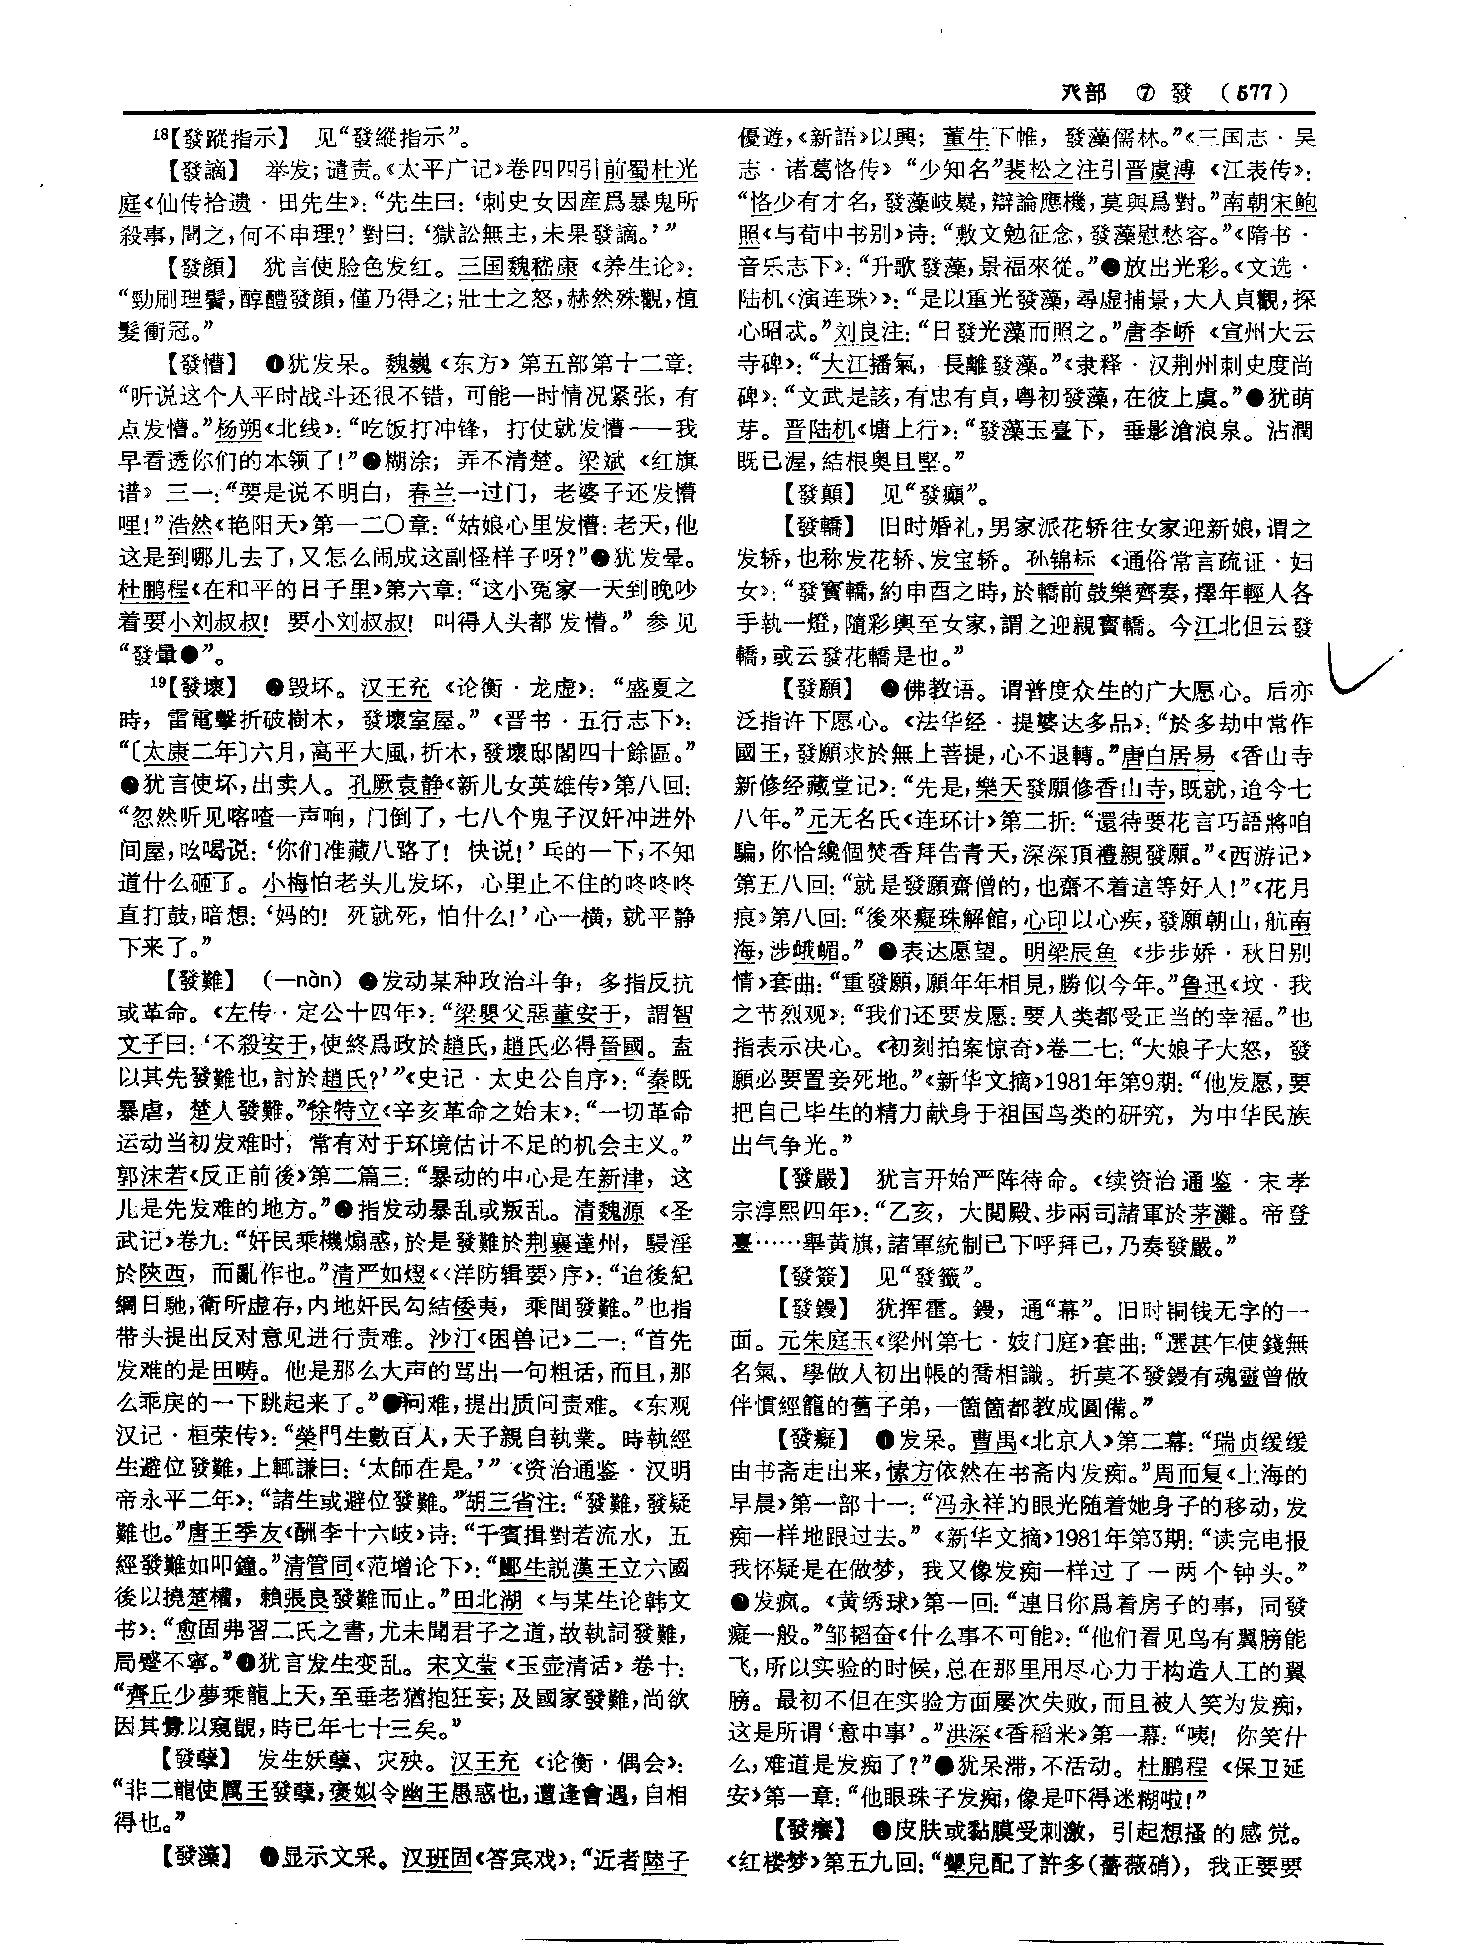 癶部 ⑦ 發 (577)
18【發蹤指示】 见“發縱指示”。
【發謫】 举发;谴责。《太平广记》卷四四引前蜀杜光
庭《仙传拾遗·田先生》:“先生曰:‘刺史女因産爲暴鬼所
殺事,聞之,何不申理?’對曰:‘獄訟無主,未果發謫。’”
【發顔】 犹言使脸色发红。三国魏嵇康《养生论》:
“勁刷理鬢,醇醴發顔,僅乃得之;壯士之怒,赫然殊觀,植
髮衝冠。”
【發懵】 ❶犹发呆。魏巍《东方》第五部第十二章:
“听说这个人平时战斗还很不错,可能一时情况紧张,有
点发懵。”杨朔《北线》:“吃饭打冲锋,打仗就发懵——我
早看透你们的本领了!”❷糊涂;弄不清楚。梁斌《红旗
谱》三一:“要是说不明白,春兰一过门,老婆子还发懵
哩!”浩然《艳阳天》第一二〇章:“姑娘心里发懵:老天,他
这是到哪儿去了,又怎么闹成这副怪样子呀?”❸犹发晕。
杜鹏程《在和平的日子里》第六章:“这小冤家一天到晚吵
着要小刘叔叔! 要小刘叔叔! 叫得人头都发懵。”参见
“發暈●”。
19【發壞】 ❶毁坏。汉王充《论衡·龙虚》:“盛夏之
時,雷電擊折破樹木,發壞室屋。”《晋书·五行志下》:
“〔太康二年〕六月,高平大風,折木,發壞邸閣四十餘區。”
❷犹言使坏,出卖人。孔厥袁静《新儿女英雄传》第八回:
“忽然听见喀喳一声响,门倒了,七八个鬼子汉奸冲进外
间屋,吆喝说:‘你们准藏八路了! 快说!’乓的一下,不知
道什么砸了。小梅怕老头儿发坏,心里止不住的咚咚咚
直打鼓,暗想:‘妈的! 死就死,怕什么!’心一横,就平静
下来了。”
【發難】 (—nàn) ❶发动某种政治斗争,多指反抗
或革命。《左传·定公十四年》:“梁嬰父惡董安于,謂智
文子曰:‘不殺安于,使終爲政於趙氏,趙氏必得晉國。盍
以其先發難也,討於趙氏?’”《史记·太史公自序》:“秦既
暴虐,楚人發難。”徐特立《辛亥革命之始末》:“一切革命
运动当初发难时,常有对于环境估计不足的机会主义。”
郭沫若《反正前後》第二篇三:“暴动的中心是在新津,这
儿是先发难的地方。”❷指发动暴乱或叛乱。清魏源《圣
武记》卷九:“奸民乘機煽惑,於是發難於荆襄達州,駸淫
於陝西,而亂作也。”清严如熤《〈洋防辑要〉序》:“迨後紀
綱日馳,衛所虛存,内地奸民勾結倭夷,乘間發難。”也指
带头提出反对意见进行责难。沙汀《困兽记》二一:“首先
发难的是田畴。他是那么大声的骂出一句粗话,而且,那
么乖戾的一下跳起来了。”❸问难,提出质问责难。《东观
汉记·桓荣传》:“榮門生數百人,天子親自執業。時執經
生避位發難,上輒謙曰:‘太師在是。’”《资治通鉴·汉明
帝永平二年》:“諸生或避位發難。”胡三省注:“發難,發疑
難也。”唐王季友《酬李十六岐》诗:“千賓揖對若流水,五
經發難如叩鐘。”清管同《范增论下》:“酈生説漢王立六國
後以撓楚權,賴張良發難而止。”田北湖《与某生论韩文
书》:“愈固弗習二氏之書,尤未聞君子之道,故執詞發難,
局蹙不寧。”❹犹言发生变乱。宋文莹《玉壶清话》卷十:
“齊丘少夢乘龍上天,至垂老猶抱狂妄;及國家發難,尚欲
因其釁以窺覬,時已年七十三矣。”
【發孽】 发生妖孽、灾殃。汉王充《论衡·偶会》:
“非二龍使厲王發孽,褒姒令幽王愚惑也,遭逢會遇,自相
得也。”
【發藻】 ❶显示文采。汉班固《答宾戏》:“近者陸子
優遊,《新語》以興;董生下帷,發藻儒林。”《三国志·吴
志·诸葛恪传》“少知名”裴松之注引晋虞溥《江表传》:
“恪少有才名,發藻岐嶷,辯論應機,莫與爲對。”南朝宋鲍
照《与荀中书别》诗:“敷文勉征念,發藻慰愁容。”《隋书·
音乐志下》:“升歌發藻,景福來從。”❷放出光彩。《文选·
陆机〈演连珠〉》:“是以重光發藻,尋虛捕景,大人貞觀,探
心昭忒。”刘良注:“日發光藻而照之。”唐李峤《宣州大云
寺碑》:“大江播氣,長離發藻。”《隶释·汉荆州刺史度尚
碑》:“文武是該,有忠有貞,粤初發藻,在彼上虞。”❸犹萌
芽。晋陆机《塘上行》:“發藻玉臺下,垂影滄浪泉。沾潤
既已渥,結根奥且堅。”
【發顛】 见“發癲”。
【發轎】 旧时婚礼,男家派花轿往女家迎新娘,谓之
发轿,也称发花轿、发宝轿。孙锦标《通俗常言疏证·妇
女》:“發寳轎,約申酉之時,於轎前鼓樂齊奏,擇年輕人各
手執一燈,隨彩輿至女家,謂之迎親寳轎。今江北但云發
轎,或云發花轎是也。”
【發願】 ❶佛教语。谓普度众生的广大愿心。后亦
泛指许下愿心。《法华经·提婆达多品》:“於多劫中常作
國王,發願求於無上菩提,心不退轉。”唐白居易《香山寺
新修经藏堂记》:“先是,樂天發願修香山寺,既就,迨今七
八年。”元无名氏《连环计》第二折:“還待要花言巧語將咱
騙,你恰纔個焚香拜告青天,深深頂禮親發願。”《西游记》
第五八回:“就是發願齋僧的,也齋不着這等好人!”《花月
痕》第八回:“後來癡珠解館,心印以心疾,發願朝山,航南
海,涉峨嵋。” ❷表达愿望。明梁辰鱼《步步娇·秋日别
情》套曲:“重發願,願年年相見,勝似今年。”鲁迅《坟·我
之节烈观》:“我们还要发愿:要人类都受正当的幸福。”也
指表示决心。《初刻拍案惊奇》卷二七:“大娘子大怒,發
願必要置妾死地。”《新华文摘》1981年第9期:“他发愿,要
把自己毕生的精力献身于祖国鸟类的研究,为中华民族
出气争光。”
【發嚴】 犹言开始严阵待命。《续资治通鉴·宋孝
宗淳熙四年》:“乙亥,大閲殿、步兩司諸軍於茅灘。帝登
臺……舉黄旗,諸軍統制已下呼拜已,乃奏發嚴。”
【發簽】 见“發籤”。
【發鏝】 犹挥霍。鏝,通“幕”。旧时铜钱无字的一
面。元朱庭玉《梁州第七·妓门庭》套曲:“選甚乍使錢無
名氣、學做人初出帳的喬相識。折莫不發鏝有魂靈曾做
伴慣經籠的舊子弟,一箇箇都教成圓備。”
【發癡】 ❶发呆。曹禺《北京人》第二幕:“瑞贞缓缓
由书斋走出来,愫方依然在书斋内发痴。”周而复《上海的
早晨》第一部十一:“冯永祥的眼光随着她身子的移动,发
痴一样地跟过去。”《新华文摘》1981年第3期:“读完电报
我怀疑是在做梦,我又像发痴一样过了一两个钟头。”
❷发疯。《黄绣球》第一回:“連日你爲着房子的事,同發
癡一般。”邹韬奋《什么事不可能》:“他们看见鸟有翼膀能
飞,所以实验的时候,总在那里用尽心力于构造人工的翼
膀。最初不但在实验方面屡次失败,而且被人笑为发痴,
这是所谓‘意中事’。”洪深《香稻米》第一幕:“咦! 你笑什
么,难道是发痴了?”❸犹呆滞,不活动。杜鹏程《保卫延
安》第一章:“他眼珠子发痴,像是吓得迷糊啦!”
【發癢】 ❶皮肤或黏膜受刺激,引起想搔的感觉。
《红楼梦》第五九回:“顰兒配了許多(薔薇硝),我正要要